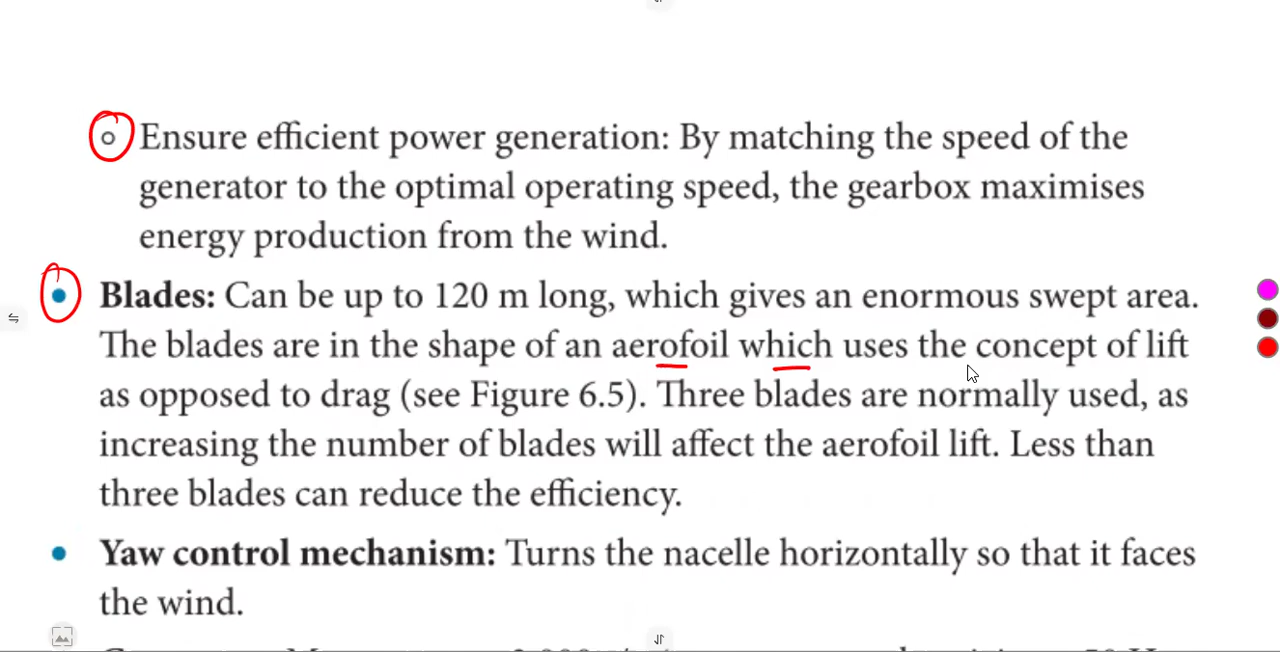 Ensure efficient power generation: By matching the speed of the
generator to the optimal operating speed, the gearbox maximises
energy production from the wind.
Blades: Can be up to 120 m long, which gives an enormous swept area.
The blades are in the shape of an aerofoil which uses the concept of lift
as opposed to drag (see Figure 6.5). Three blades are normally used, as
increasing the number of blades will affect the aerofoil lift. Less than
three blades can reduce the efficiency.
Yaw control mechanism: Turns the nacelle horizontally so that it faces
the wind.